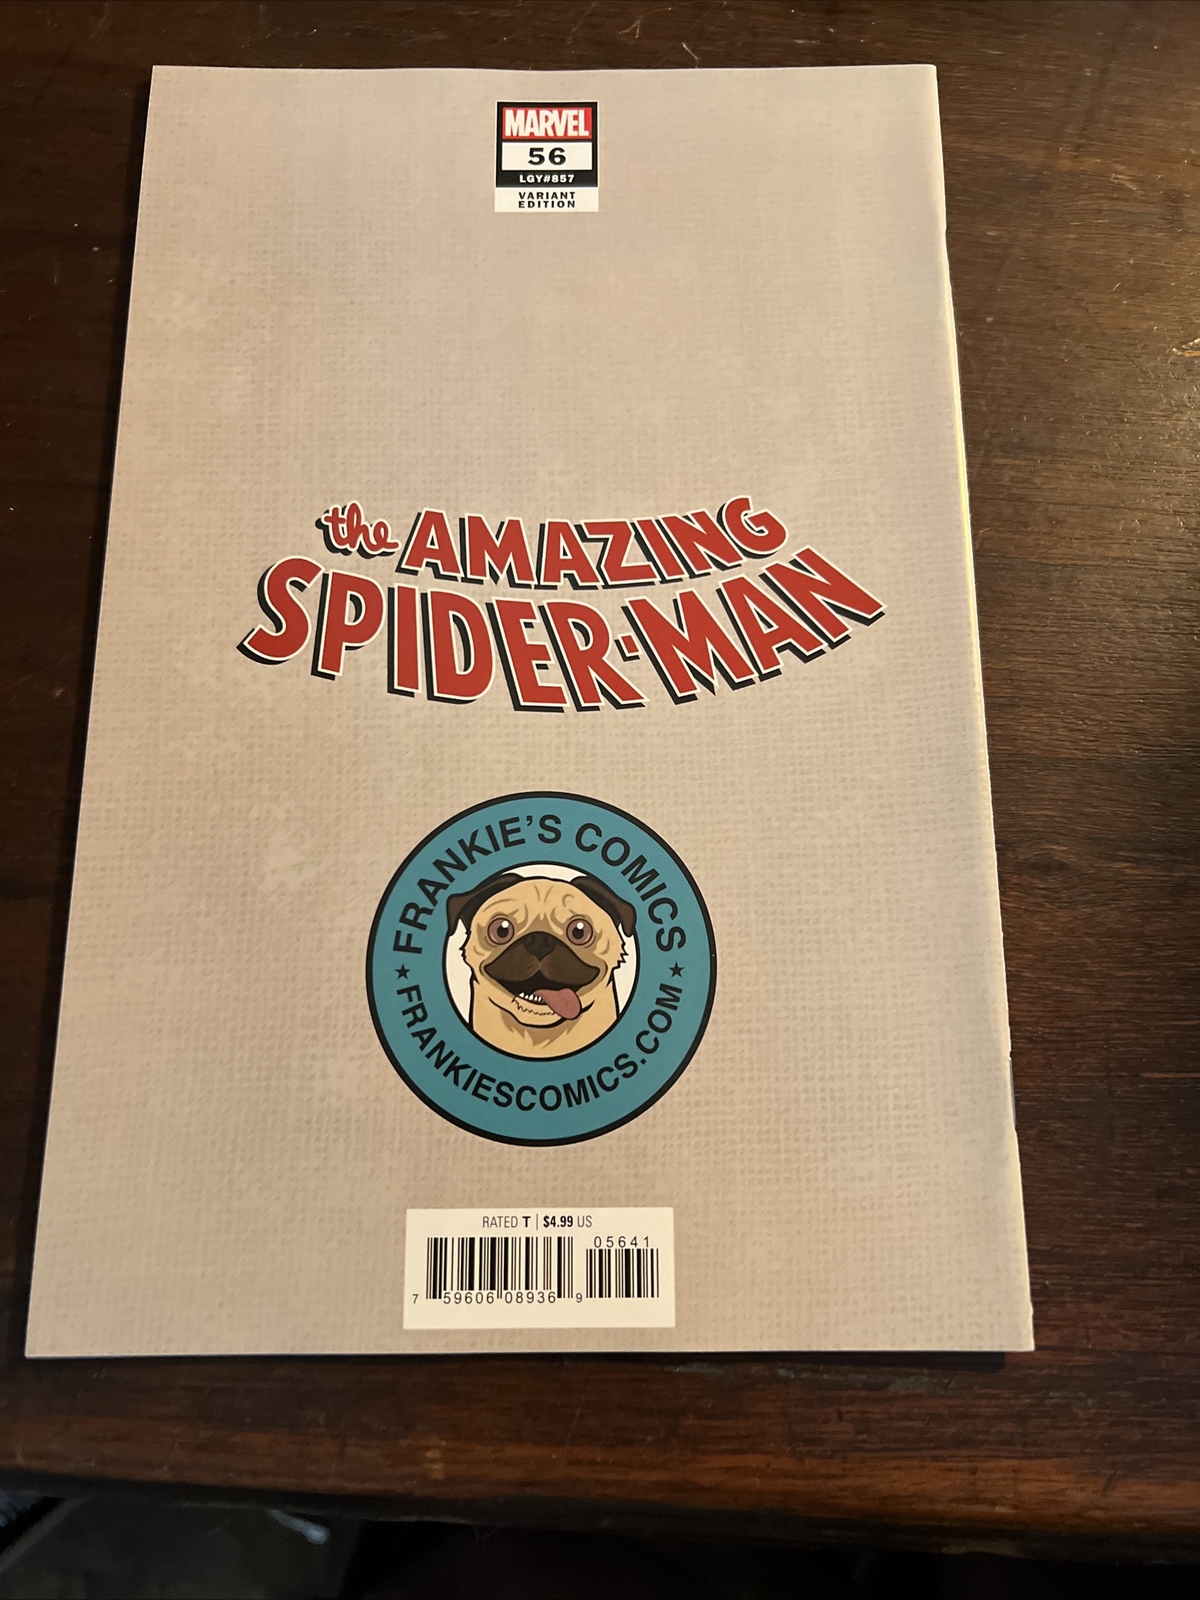 MARVEL
56
LGY#857
VARIANT
EDITION
the AMAZING
SPIDER-MAN
FRANKIE'S COMICS
FRANKIESCOMICS.COM
RATED T | $4.99 US
05641
7 59606 08936 9